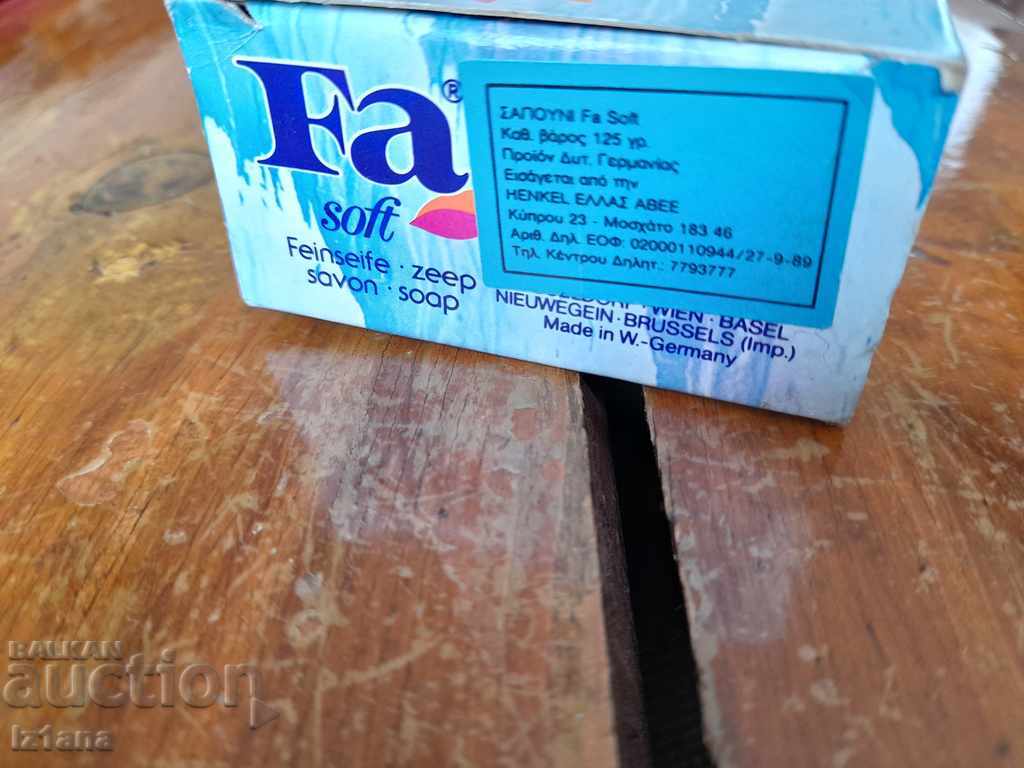 Fa®
soft
Feinseife · zeep
savon · soap
ΣΑΠΟΥΝΙ Fa Soft
Καθ. βάρος 125 γρ.
Προϊόν Δυτ. Γερμανίας
Εισάγεται από την
HENKEL ΕΛΛΑΣ ΑΒΕΕ
Κύπρου 23 - Μοσχάτο 183 46
Αριθ. Δηλ. ΕΟΦ: 02000110944/27-9-89
Τηλ. Κέντρου Δηλητ.: 7793777
WIEN · BASEL
NIEUWEGEIN · BRUSSELS (Imp.)
Made in W.-Germany
BALKAN
auction
iz1ana